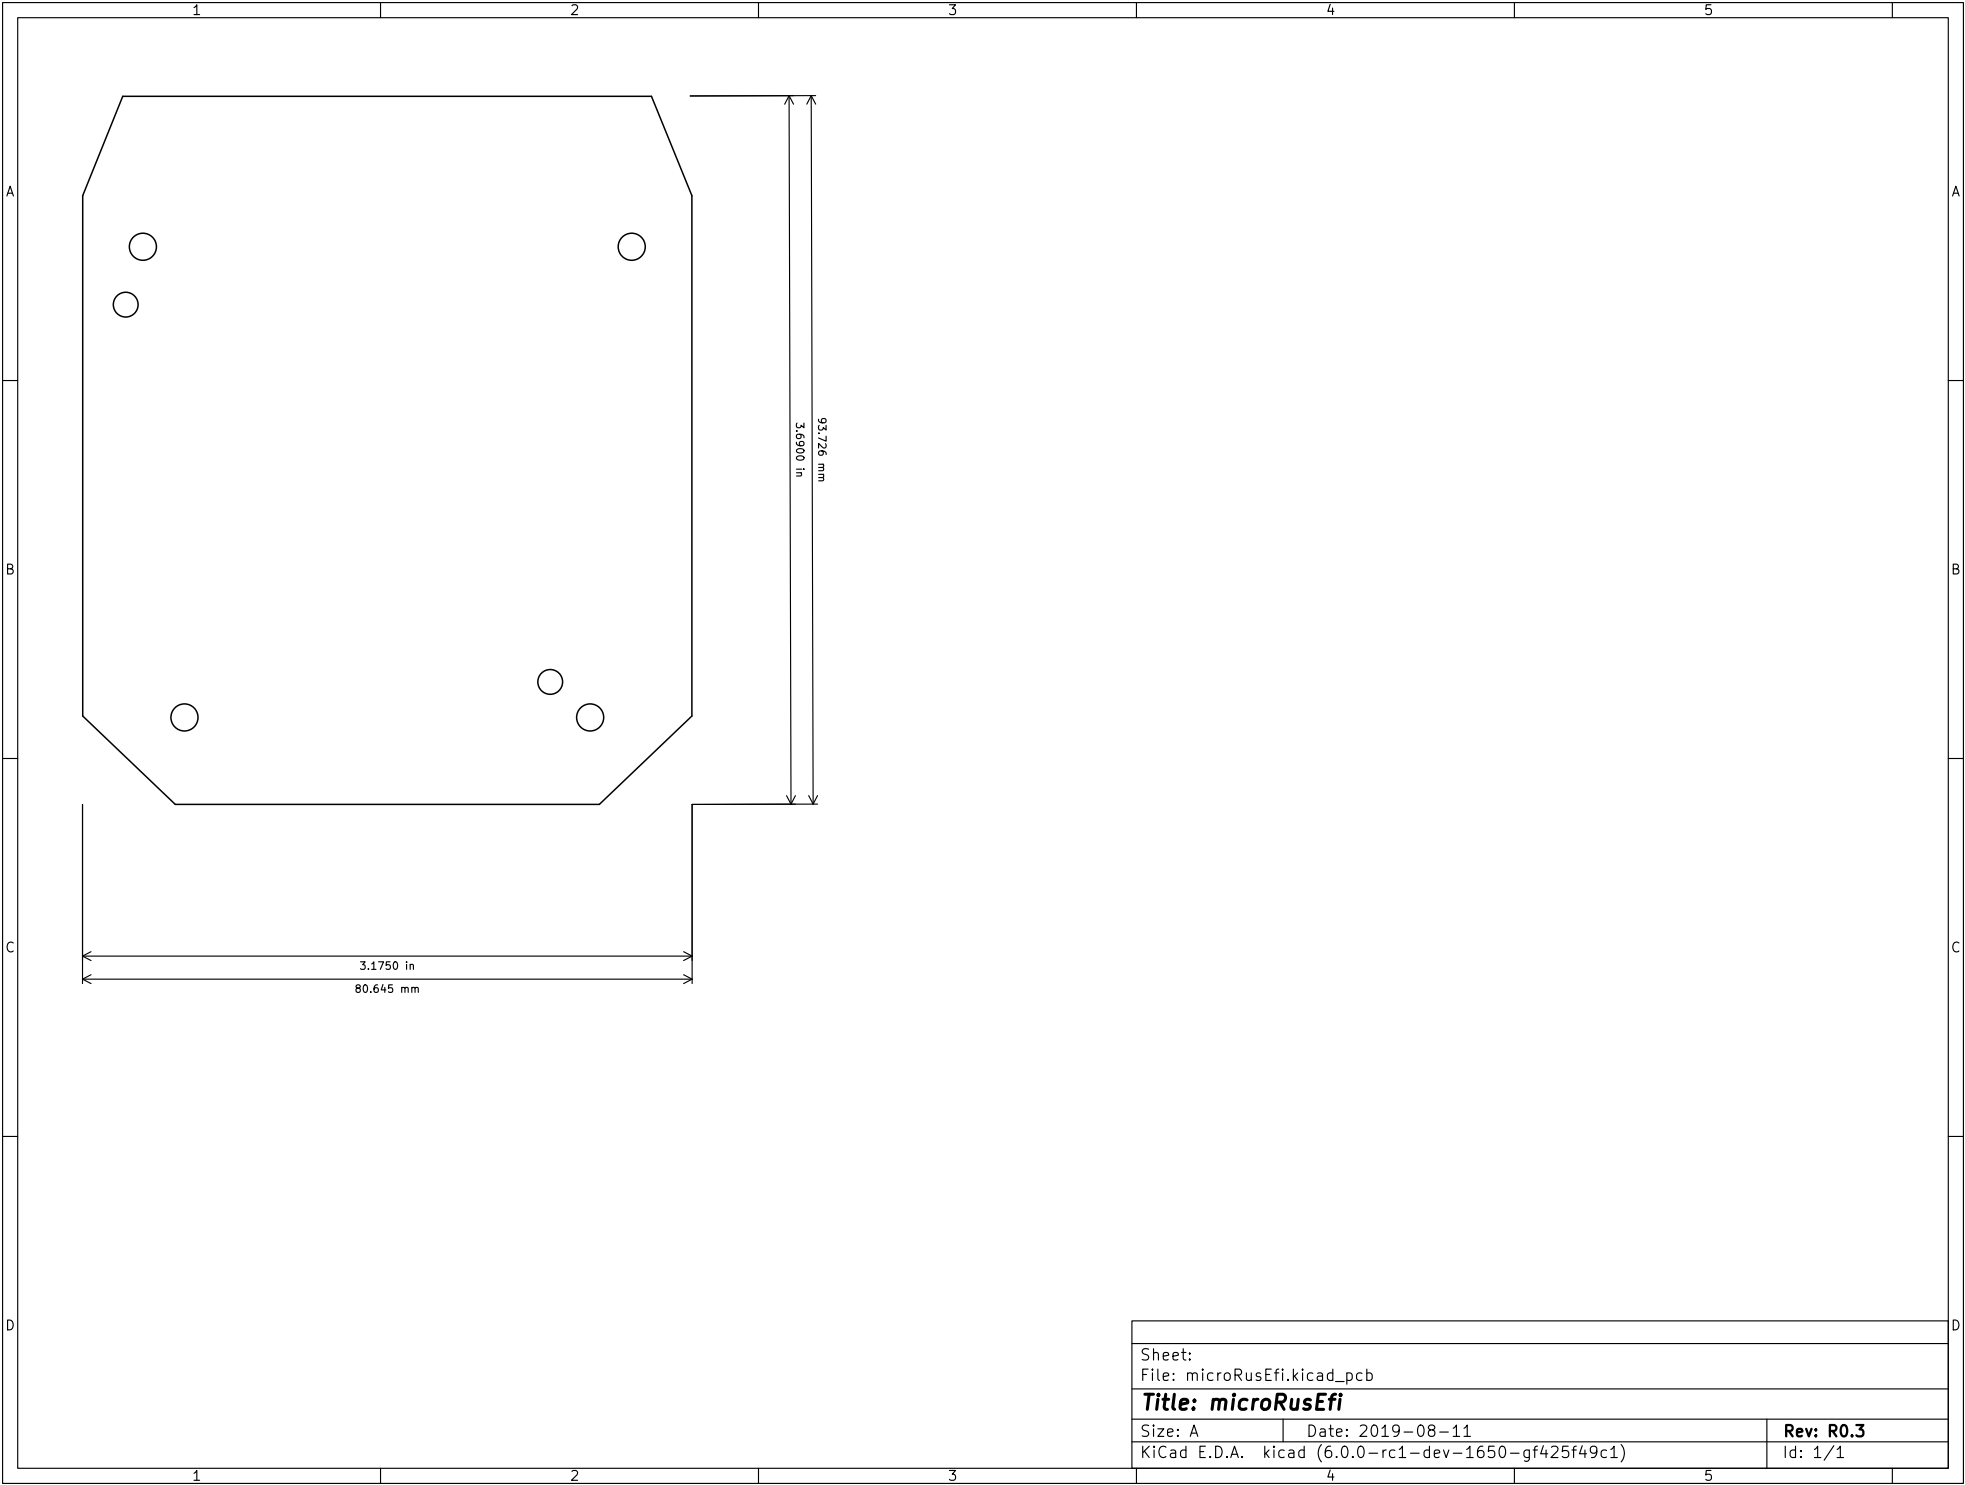 1 2 3 4 5
A A
93.726 mm
3.6900 in
B B
C C
3.1750 in
80.645 mm
D D
Sheet:
File: microRusEfi.kicad_pcb
Title: microRusEfi
Size: A Date: 2019-08-11 Rev: R0.3
KiCad E.D.A. kicad (6.0.0-rc1-dev-1650-gf425f49c1) Id: 1/1
1 2 3 4 5